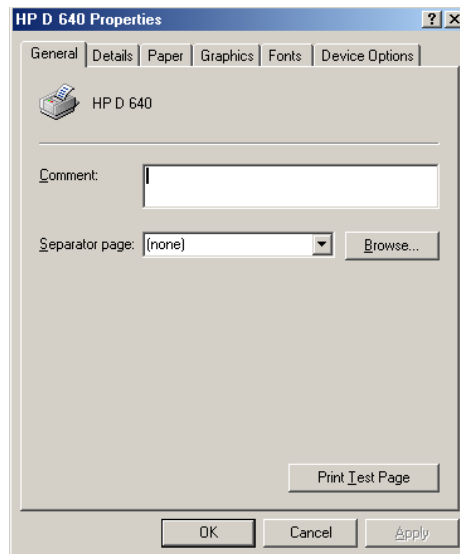 HP D 640 Properties
General Details Paper Graphics Fonts Device Options
HP D 640
Comment:
Separator page: (none) Browse...
Print Test Page
OK Cancel Apply